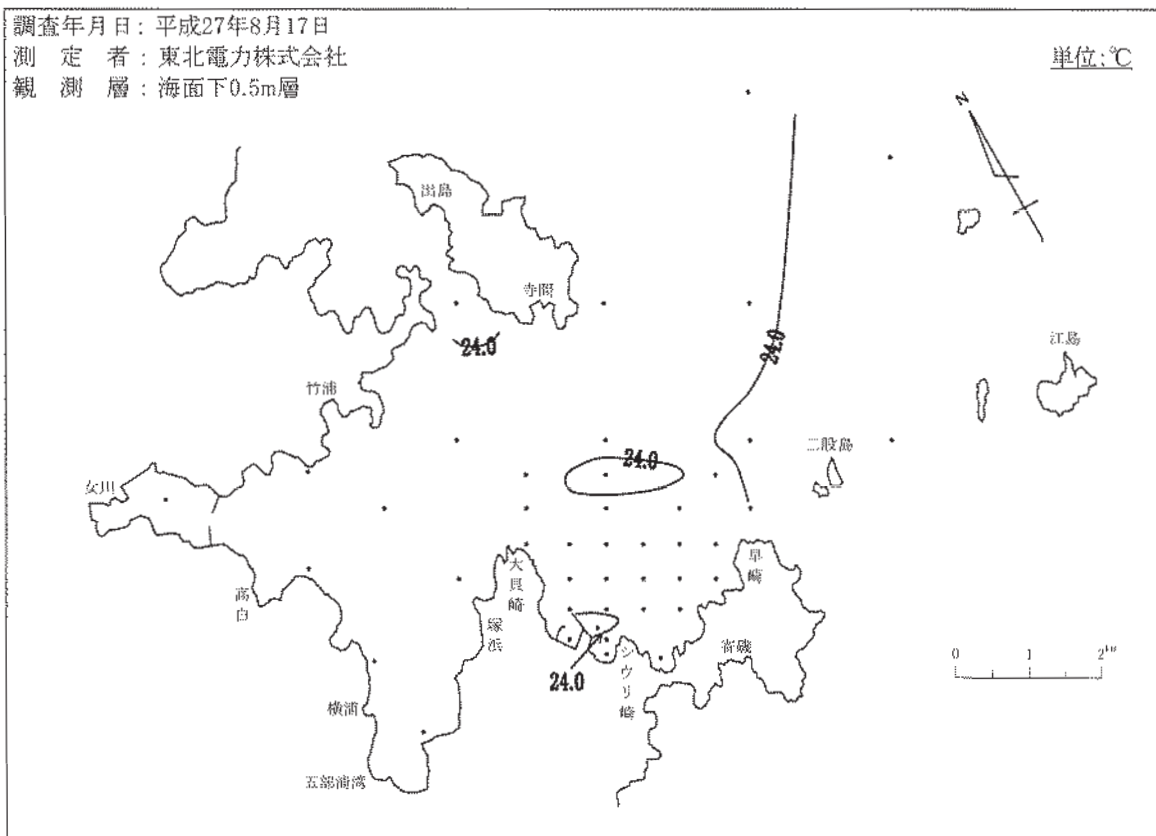 調査年月日：平成27年8月17日
測定者：東北電力株式会社
観測層：海面下0.5m層
単位：℃
N
出島
寺間
24.0
24.0
江島
竹浦
二股島
24.0
女川
早崎
大貝崎
高白
塚浜
寄磯
シウリ崎
0 1 2km
24.0
横浦
五部浦湾